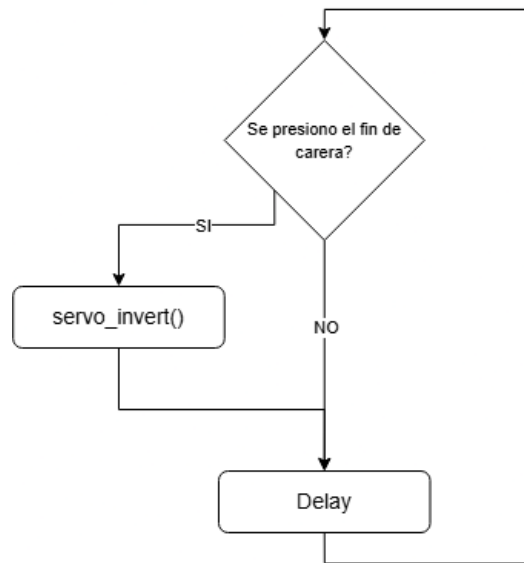 Se presiono el fin de
carera?
SI
servo_invert()
NO
Delay